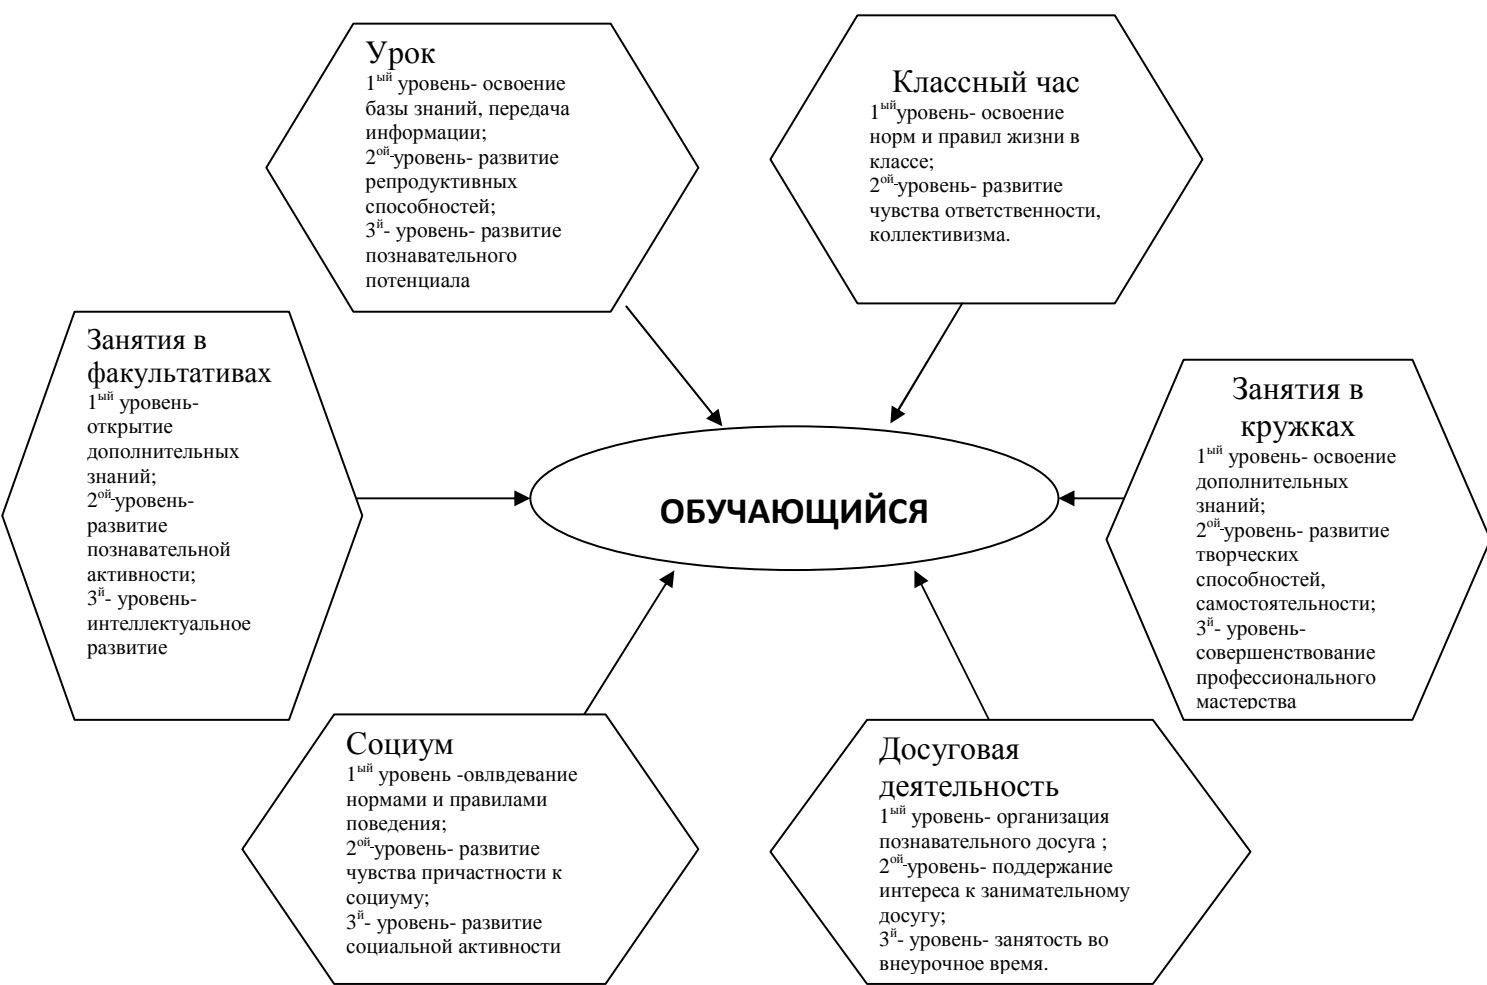 Урок
1ый уровень- освоение
базы знаний, передача
информации;
2ой-уровень- развитие
репродуктивных
способностей;
3й- уровень- развитие
познавательного
потенциала
Классный час
1ыйуровень- освоение
норм и правил жизни в
классе;
2ой-уровень- развитие
чувства ответственности,
коллективизма.
Занятия в
факультативах
1ый уровень-
открытие
дополнительных
знаний;
2ой-уровень-
развитие
познавательной
активности;
3й- уровень-
интеллектуальное
развитие
ОБУЧАЮЩИЙСЯ
Занятия в
кружках
1ый уровень- освоение
дополнительных
знаний;
2ой-уровень- развитие
творческих
способностей,
самостоятельности;
3й- уровень-
совершенствование
профессионального
мастерства
Социум
1ый уровень -овлвдевание
нормами и правилами
поведения;
2ой-уровень- развитие
чувства причастности к
социуму;
3й- уровень- развитие
социальной активности
Досуговая
деятельность
1ый уровень- организация
познавательного досуга ;
2ой-уровень- поддержание
интереса к занимательному
досугу;
3й- уровень- занятость во
внеурочное время.